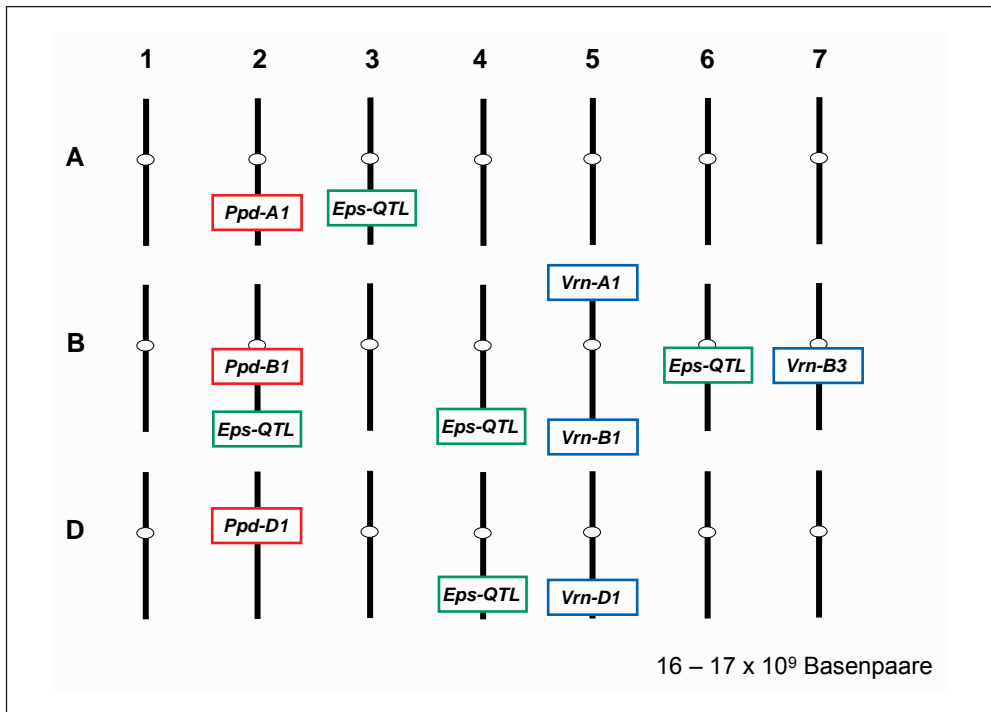 1 2 3 4 5 6 7
A
Ppd-A1 Eps-QTL
Vrn-A1
B
Ppd-B1 Eps-QTL Vrn-B3
Eps-QTL Eps-QTL Vrn-B1
D Ppd-D1
Eps-QTL Vrn-D1
16 – 17 x 10⁹ Basenpaare